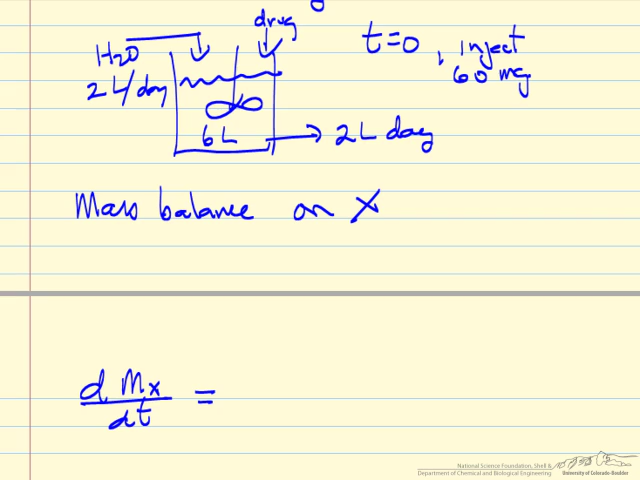 drug
t=0, inject
60 mg
H2O
2 L/day
6L → 2 L day
Mass balance on X
d Mx
dt =
National Science Foundation, Shell &
Department of Chemical and Biological Engineering
University of Colorado-Boulder